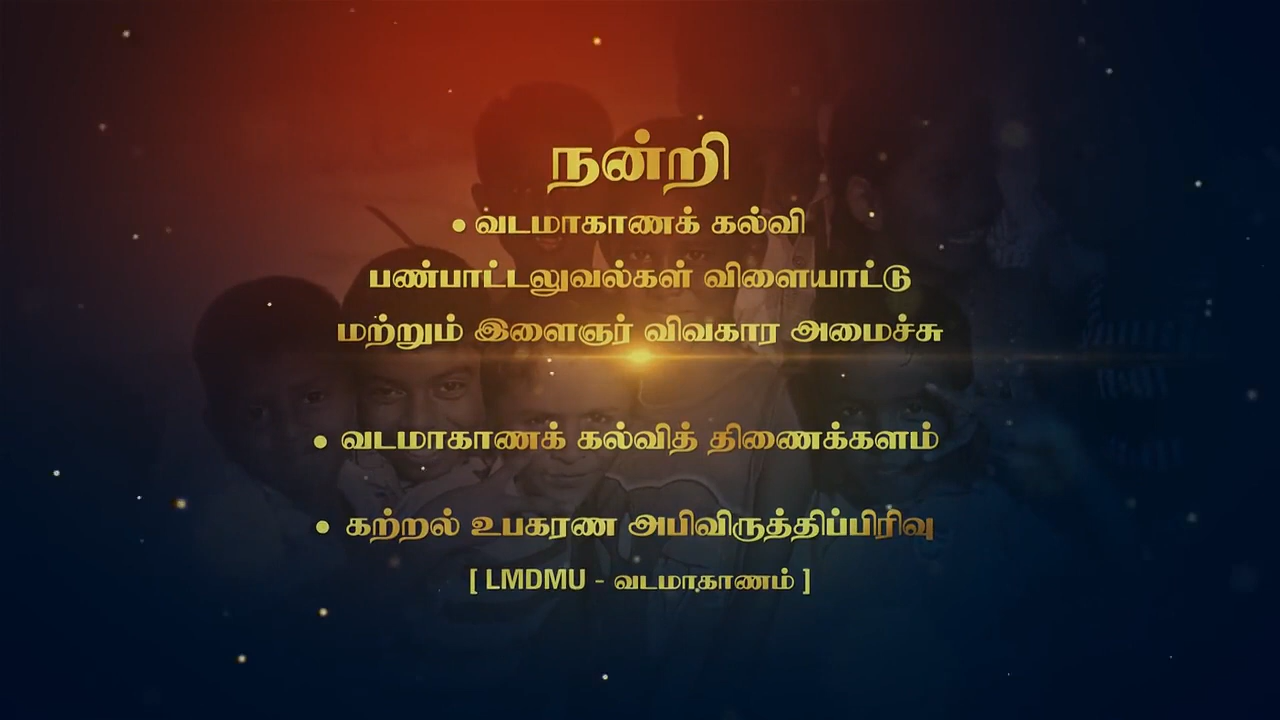 நன்றி
• வடமாகாணக் கல்வி
பண்பாட்டலுவல்கள் விளையாட்டு
மற்றும் இளைஞர் விவகார அமைச்சு
• வடமாகாணக் கல்வித் திணைக்களம்
• கற்றல் உபகரண அபிவிருத்திப்பிரிவு
[ LMDMU - வடமாகாணம் ]